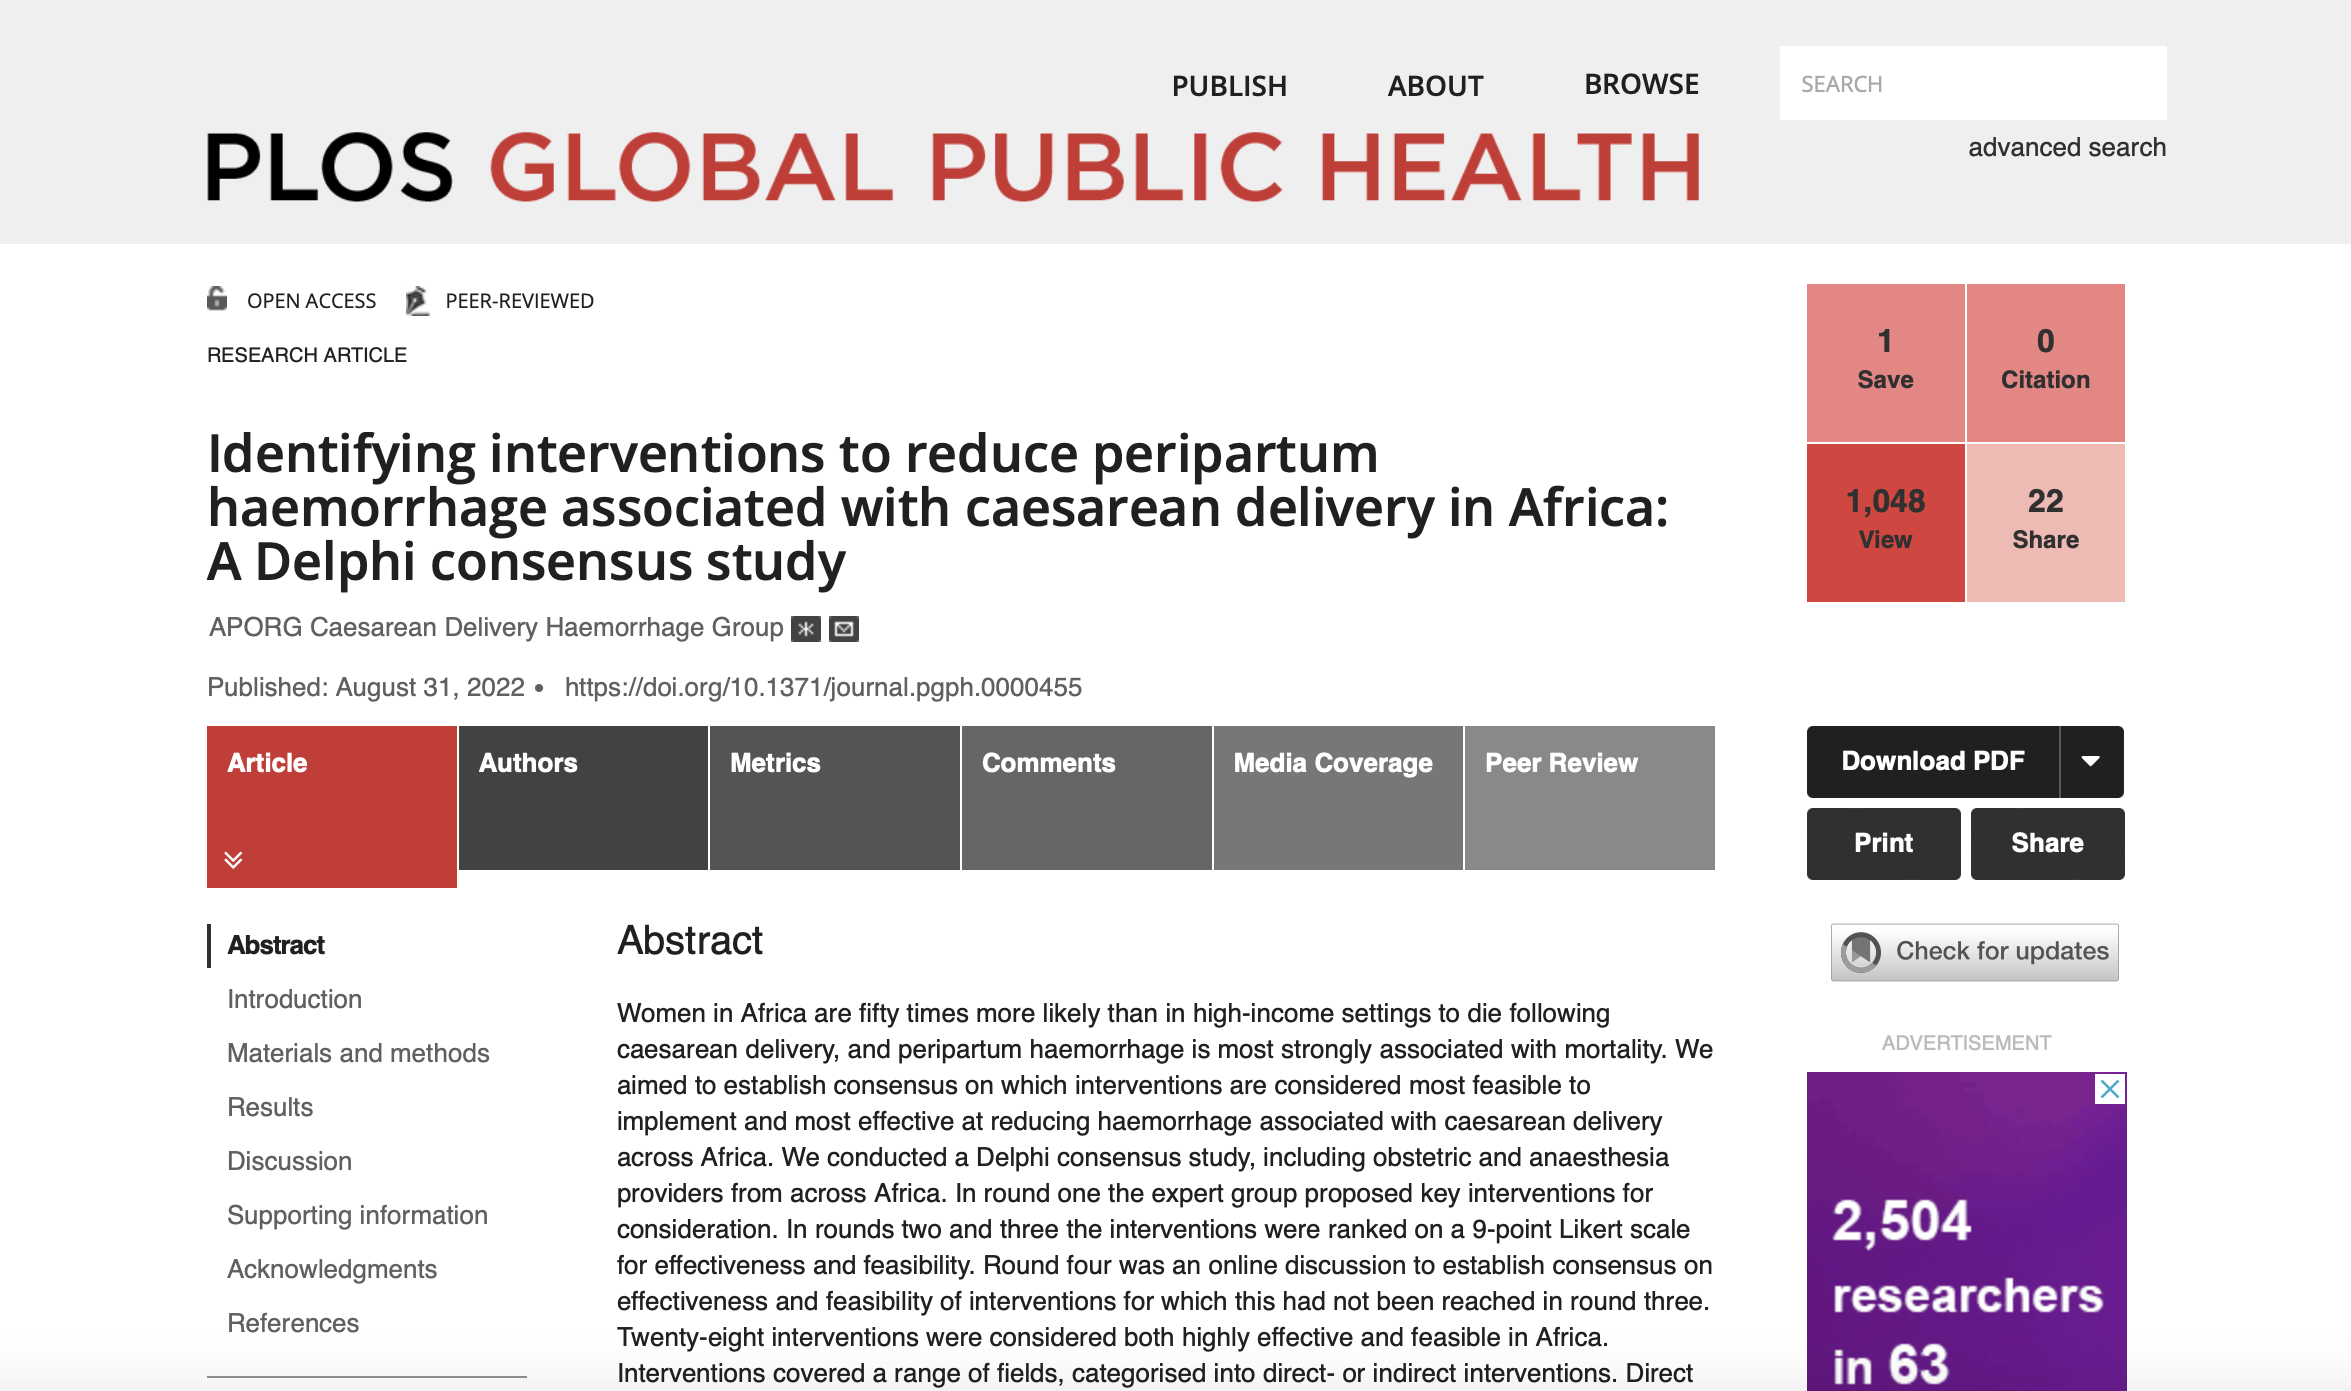 PUBLISH ABOUT BROWSE
SEARCH
advanced search
PLOS GLOBAL PUBLIC HEALTH
OPEN ACCESS PEER-REVIEWED
RESEARCH ARTICLE
Identifying interventions to reduce peripartum
haemorrhage associated with caesarean delivery in Africa:
A Delphi consensus study
APORG Caesarean Delivery Haemorrhage Group
Published: August 31, 2022 • https://doi.org/10.1371/journal.pgph.0000455
1
Save
0
Citation
1,048
View
22
Share
Article
Authors
Metrics
Comments
Media Coverage
Peer Review
Download PDF
Print
Share
Check for updates
Abstract
Introduction
Materials and methods
Results
Discussion
Supporting information
Acknowledgments
References
Abstract
Women in Africa are fifty times more likely than in high-income settings to die following
caesarean delivery, and peripartum haemorrhage is most strongly associated with mortality. We
aimed to establish consensus on which interventions are considered most feasible to
implement and most effective at reducing haemorrhage associated with caesarean delivery
across Africa. We conducted a Delphi consensus study, including obstetric and anaesthesia
providers from across Africa. In round one the expert group proposed key interventions for
consideration. In rounds two and three the interventions were ranked on a 9-point Likert scale
for effectiveness and feasibility. Round four was an online discussion to establish consensus on
effectiveness and feasibility of interventions for which this had not been reached in round three.
Twenty-eight interventions were considered both highly effective and feasible in Africa.
Interventions covered a range of fields, categorised into direct- or indirect interventions. Direct
ADVERTISEMENT
2,504
researchers
in 63